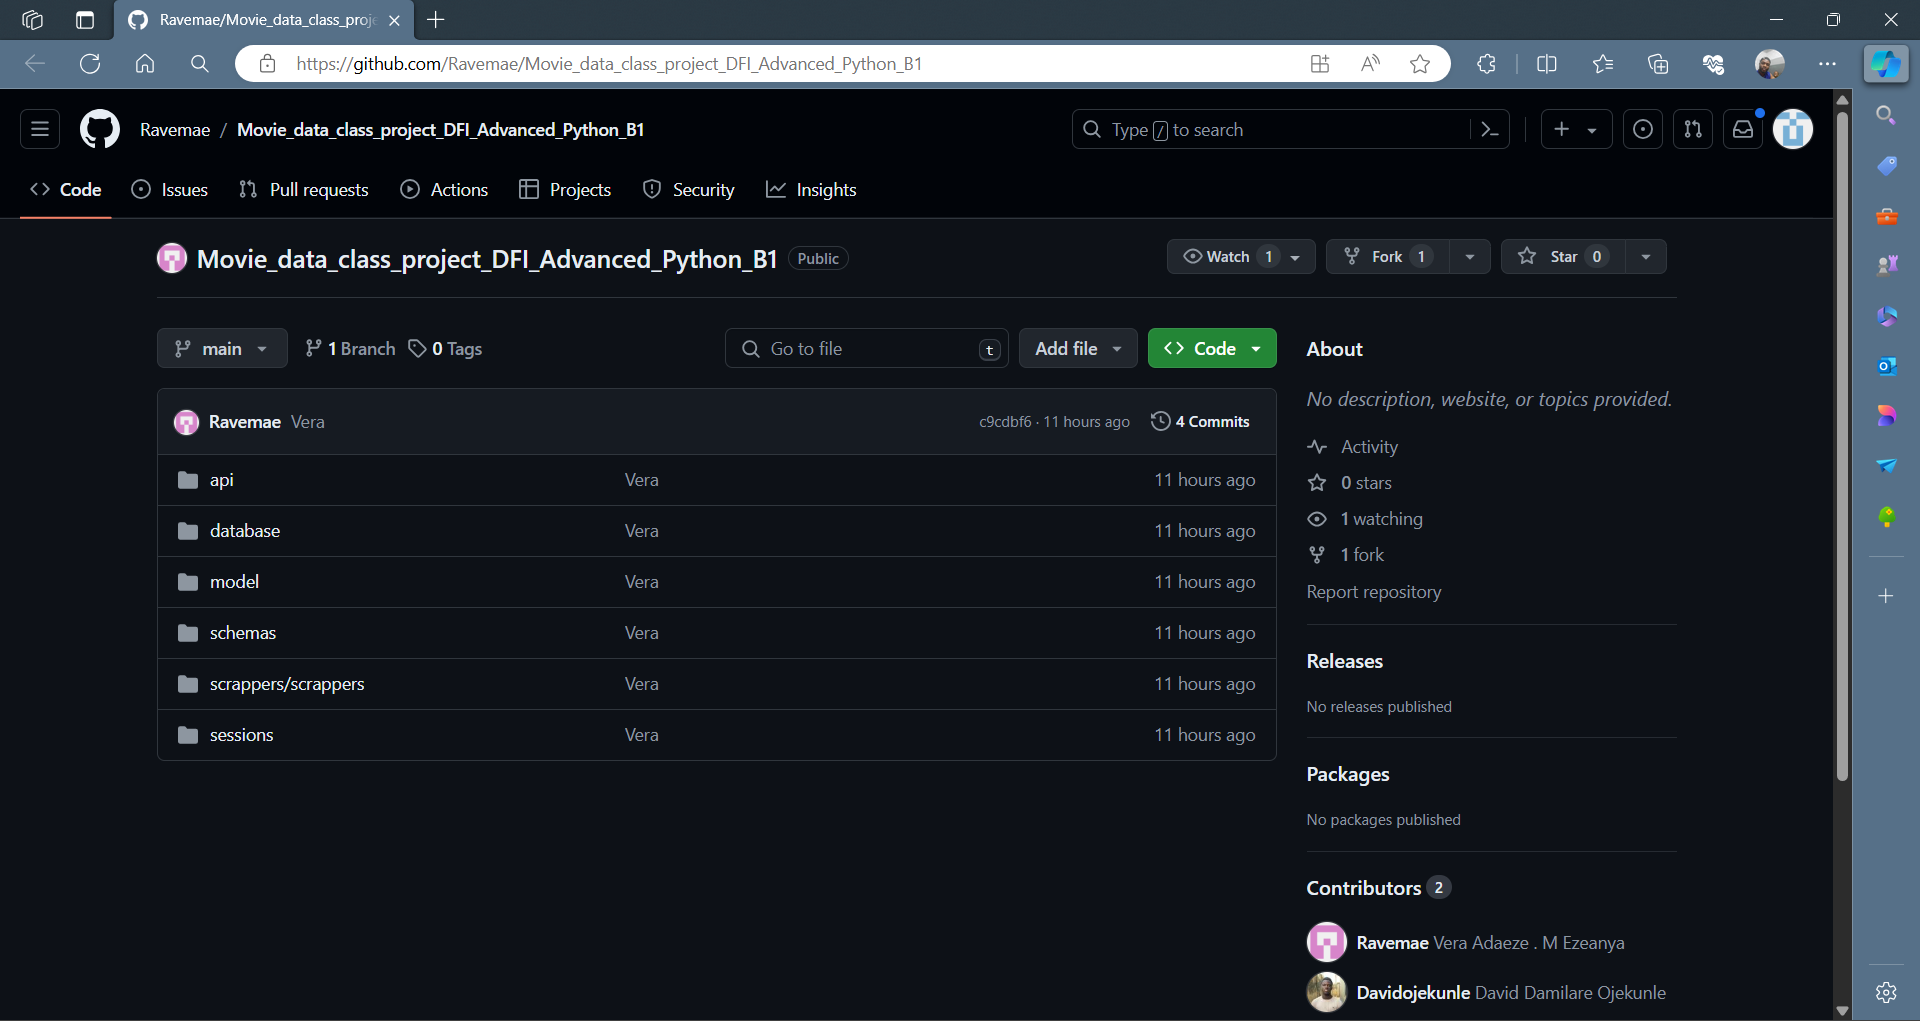 Ravemae/Movie_data_class_proje
https://github.com/Ravemae/Movie_data_class_project_DFI_Advanced_Python_B1
Ravemae / Movie_data_class_project_DFI_Advanced_Python_B1
Type / to search
Code Issues Pull requests Actions Projects Security Insights
Movie_data_class_project_DFI_Advanced_Python_B1 Public
Watch 1 Fork 1 Star 0
main 1 Branch 0 Tags Go to file t Add file Code
Ravemae Vera c9cdbf6 · 11 hours ago 4 Commits
api Vera 11 hours ago
database Vera 11 hours ago
model Vera 11 hours ago
schemas Vera 11 hours ago
scrappers/scrappers Vera 11 hours ago
sessions Vera 11 hours ago
About
No description, website, or topics provided.
Activity
0 stars
1 watching
1 fork
Report repository
Releases
No releases published
Packages
No packages published
Contributors 2
Ravemae Vera Adaeze . M Ezeanya
Davidojekunle David Damilare Ojekunle